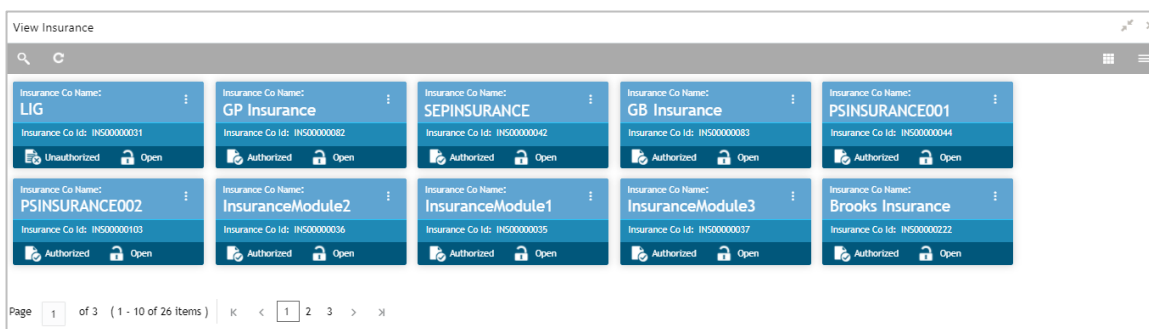 View Insurance
Insurance Co Name: Insurance Co Name: Insurance Co Name: Insurance Co Name: Insurance Co Name:
LIG GP Insurance SEPINSURANCE GB Insurance PSINSURANCE001
Insurance Co Id: INS00000031 Insurance Co Id: INS00000082 Insurance Co Id: INS00000042 Insurance Co Id: INS00000083 Insurance Co Id: INS00000044
Unauthorized Open Authorized Open Authorized Open Authorized Open Authorized Open
Insurance Co Name: Insurance Co Name: Insurance Co Name: Insurance Co Name: Insurance Co Name:
PSINSURANCE002 InsuranceModule2 InsuranceModule1 InsuranceModule3 Brooks Insurance
Insurance Co Id: INS00000103 Insurance Co Id: INS00000036 Insurance Co Id: INS00000035 Insurance Co Id: INS00000037 Insurance Co Id: INS00000222
Authorized Open Authorized Open Authorized Open Authorized Open Authorized Open
Page 1 of 3 ( 1 - 10 of 26 items ) 1 2 3